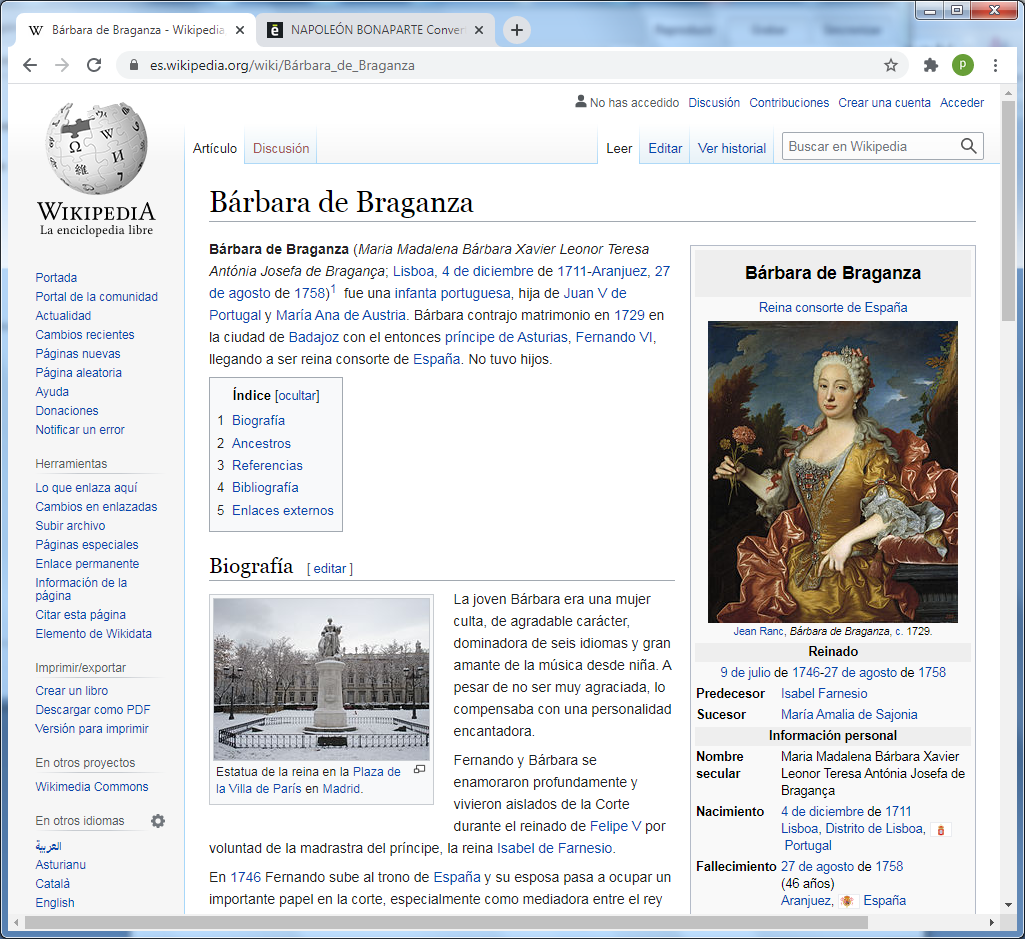 Bárbara de Braganza - Wikipedia
NAPOLEÓN BONAPARTE Conver
es.wikipedia.org/wiki/Bárbara_de_Braganza
P
No has accedido Discusión Contribuciones Crear una cuenta Acceder
Artículo Discusión Leer Editar Ver historial Buscar en Wikipedia
WIKIPEDIA
La enciclopedia libre
Portada
Portal de la comunidad
Actualidad
Cambios recientes
Páginas nuevas
Página aleatoria
Ayuda
Donaciones
Notificar un error
Herramientas
Lo que enlaza aquí
Cambios en enlazadas
Subir archivo
Páginas especiales
Enlace permanente
Información de la
página
Citar esta página
Elemento de Wikidata
Imprimir/exportar
Crear un libro
Descargar como PDF
Versión para imprimir
En otros proyectos
Wikimedia Commons
En otros idiomas
العربية
Asturianu
Català
English
Bárbara de Braganza
Bárbara de Braganza (Maria Madalena Bárbara Xavier Leonor Teresa
Antónia Josefa de Bragança; Lisboa, 4 de diciembre de 1711-Aranjuez, 27
de agosto de 1758)1 fue una infanta portuguesa, hija de Juan V de
Portugal y María Ana de Austria. Bárbara contrajo matrimonio en 1729 en
la ciudad de Badajoz con el entonces príncipe de Asturias, Fernando VI,
llegando a ser reina consorte de España. No tuvo hijos.
Índice [ocultar]
1 Biografía
2 Ancestros
3 Referencias
4 Bibliografía
5 Enlaces externos
Biografía [ editar ]
Estatua de la reina en la Plaza de
la Villa de París en Madrid.
La joven Bárbara era una mujer
culta, de agradable carácter,
dominadora de seis idiomas y gran
amante de la música desde niña. A
pesar de no ser muy agraciada, lo
compensaba con una personalidad
encantadora.
Fernando y Bárbara se
enamoraron profundamente y
vivieron aislados de la Corte
durante el reinado de Felipe V por
voluntad de la madrastra del príncipe, la reina Isabel de Farnesio.
En 1746 Fernando sube al trono de España y su esposa pasa a ocupar un
importante papel en la corte, especialmente como mediadora entre el rey
Bárbara de Braganza
Reina consorte de España
Jean Ranc, Bárbara de Braganza, c. 1729.
Reinado
9 de julio de 1746-27 de agosto de 1758
Predecesor Isabel Farnesio
Sucesor María Amalia de Sajonia
Información personal
Nombre secular Maria Madalena Bárbara Xavier
Leonor Teresa Antónia Josefa de
Bragança
Nacimiento 4 de diciembre de 1711
Lisboa, Distrito de Lisboa,
Portugal
Fallecimiento 27 de agosto de 1758
(46 años)
Aranjuez, España